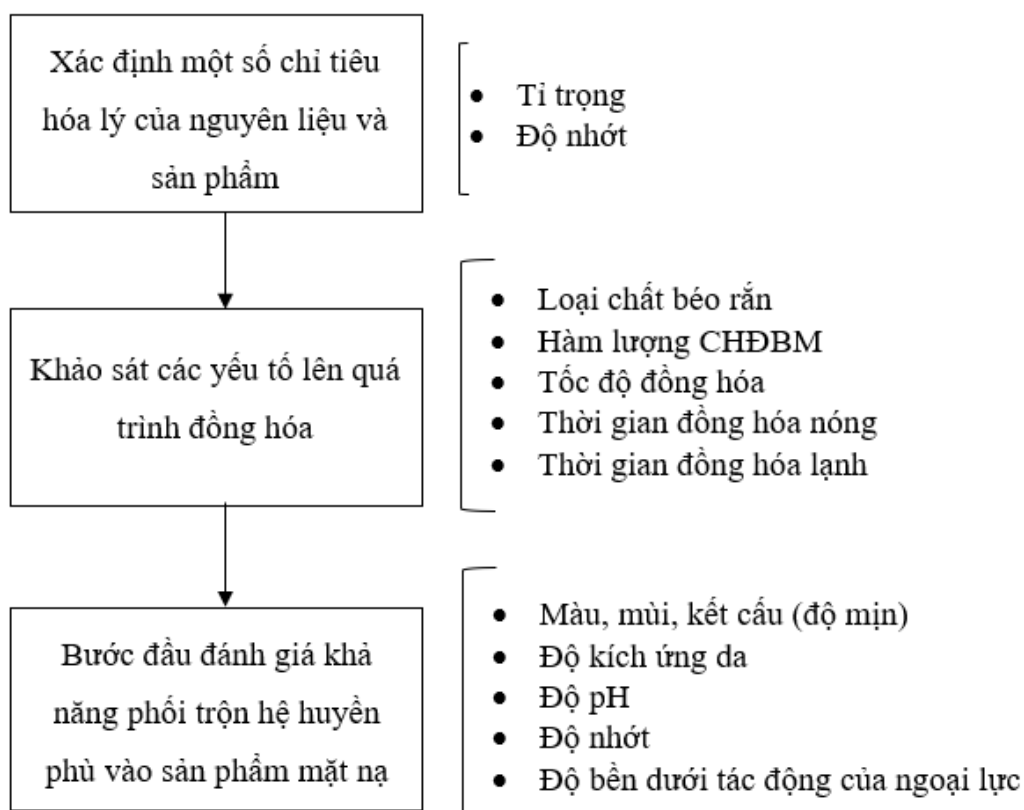 Xác định một số chỉ tiêu
hóa lý của nguyên liệu và
sản phẩm
• Tỉ trọng
• Độ nhớt
Khảo sát các yếu tố lên quá
trình đồng hóa
• Loại chất béo rắn
• Hàm lượng CHĐBM
• Tốc độ đồng hóa
• Thời gian đồng hóa nóng
• Thời gian đồng hóa lạnh
Bước đầu đánh giá khả
năng phối trộn hệ huyền
phù vào sản phẩm mặt nạ
• Màu, mùi, kết cấu (độ mịn)
• Độ kích ứng da
• Độ pH
• Độ nhớt
• Độ bền dưới tác động của ngoại lực